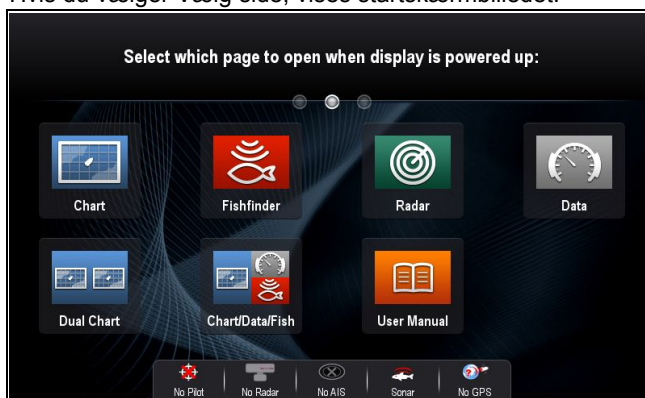 Hvis du vælger Vælg side, vises startskærmbilledet.
Select which page to open when display is powered up:
Chart
Fishfinder
Radar
Data
Dual Chart
Chart/Data/Fish
User Manual
No Pilot
No Radar
No AIS
Sonar
No GPS